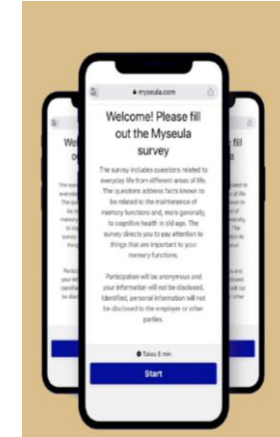 myseula.com
Welcome! Please fill
out the Myseula
survey
The survey includes questions related to
everyday life from different areas of life.
The questions address facts known to
be related to the maintenance of
memory functions and, more generally,
to cognitive health in old age. The
survey directs you to pay attention to
things that are important to your
memory functions.
Participation will be anonymous and
your information will not be disclosed.
Identified, personal information will not
be disclosed to the employer or other
parties.
Takes 5 min
Start